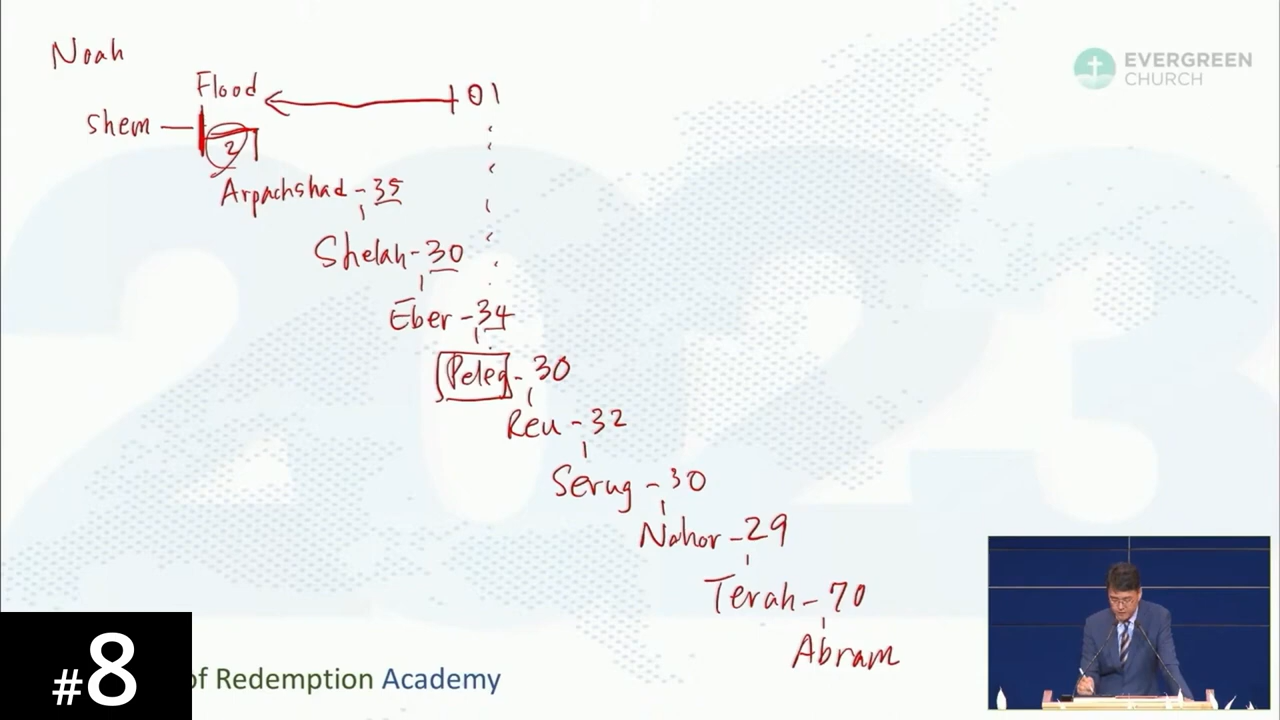 Noah
EVERGREEN
CHURCH
Flood
101
Shem
2
Arpachshad - 35
Shelah - 30
Eber - 34
Peleg - 30
Reu - 32
Serug - 30
Nahor - 29
Terah - 70
Abram
#8
of Redemption Academy